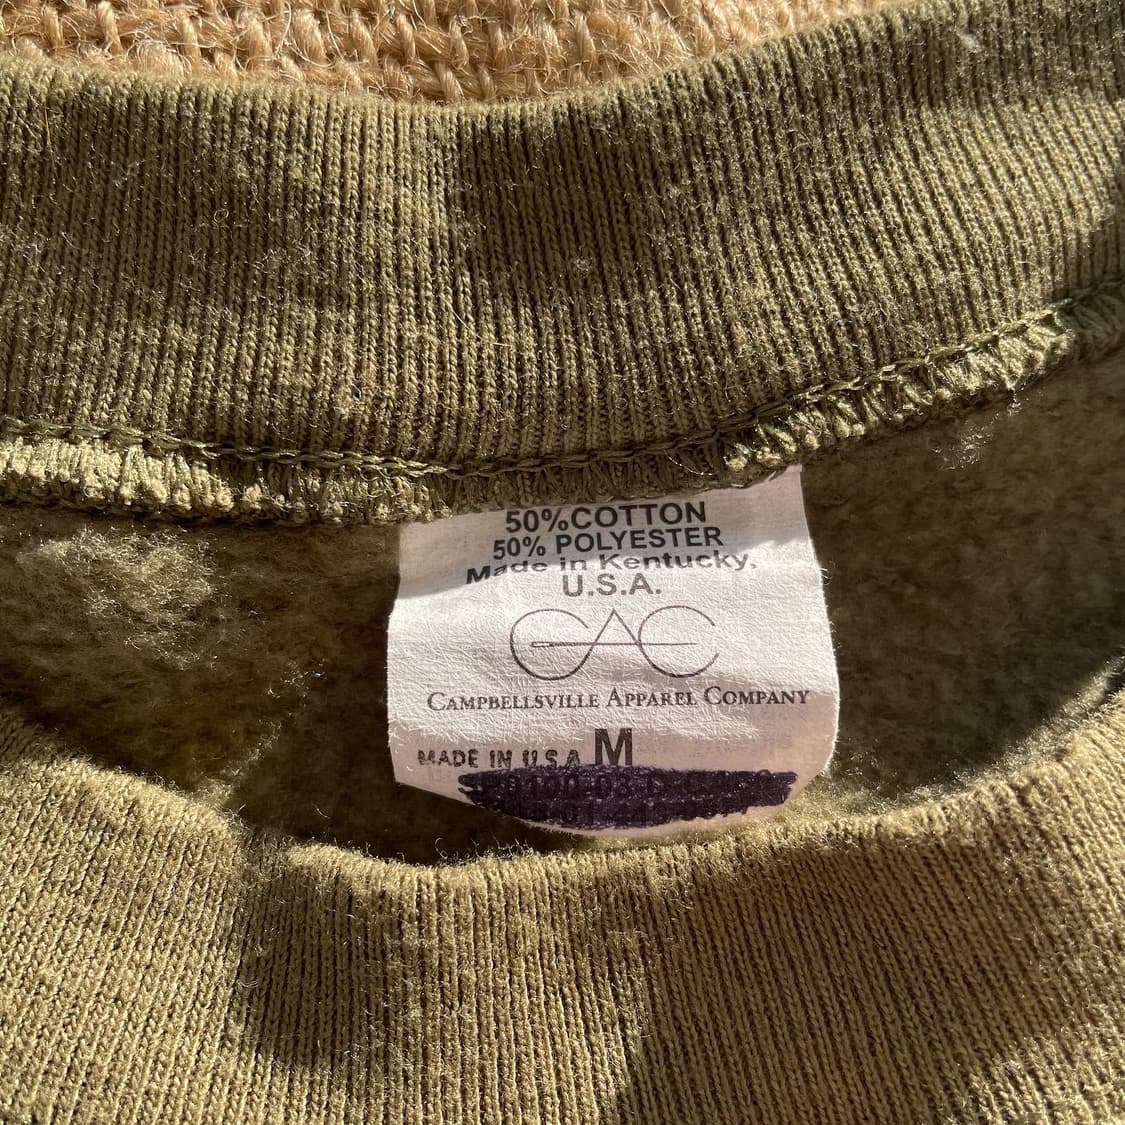 50%COTTON
50% POLYESTER
Made in Kentucky,
U.S.A.
CAC
CAMPBELLSVILLE APPAREL COMPANY
MADE IN U.S.A M